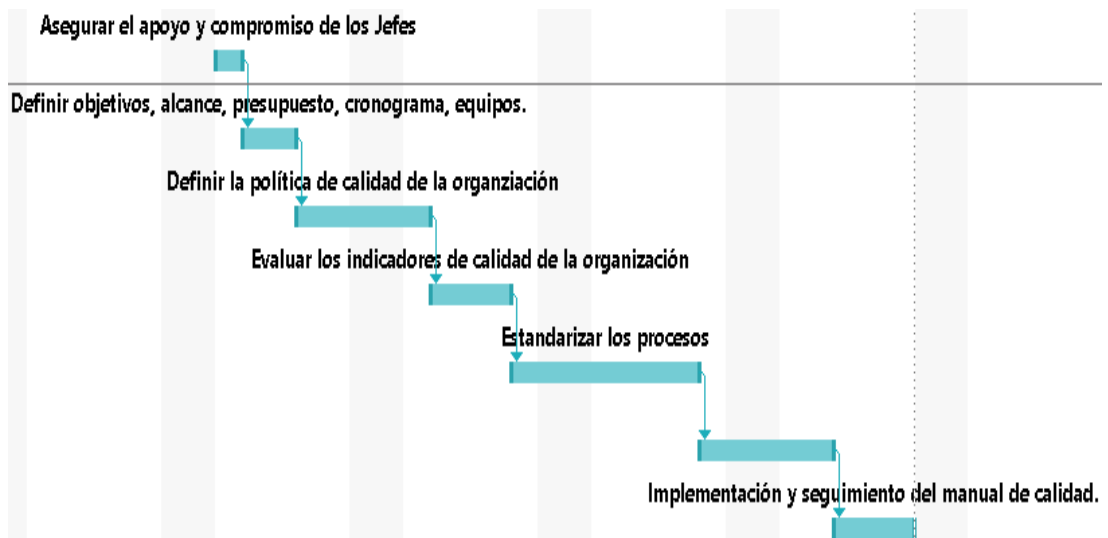 Asegurar el apoyo y compromiso de los Jefes
Definir objetivos, alcance, presupuesto, cronograma, equipos.
Definir la política de calidad de la organziación
Evaluar los indicadores de calidad de la organización
Estandarizar los procesos
Implementación y seguimiento del manual de calidad.